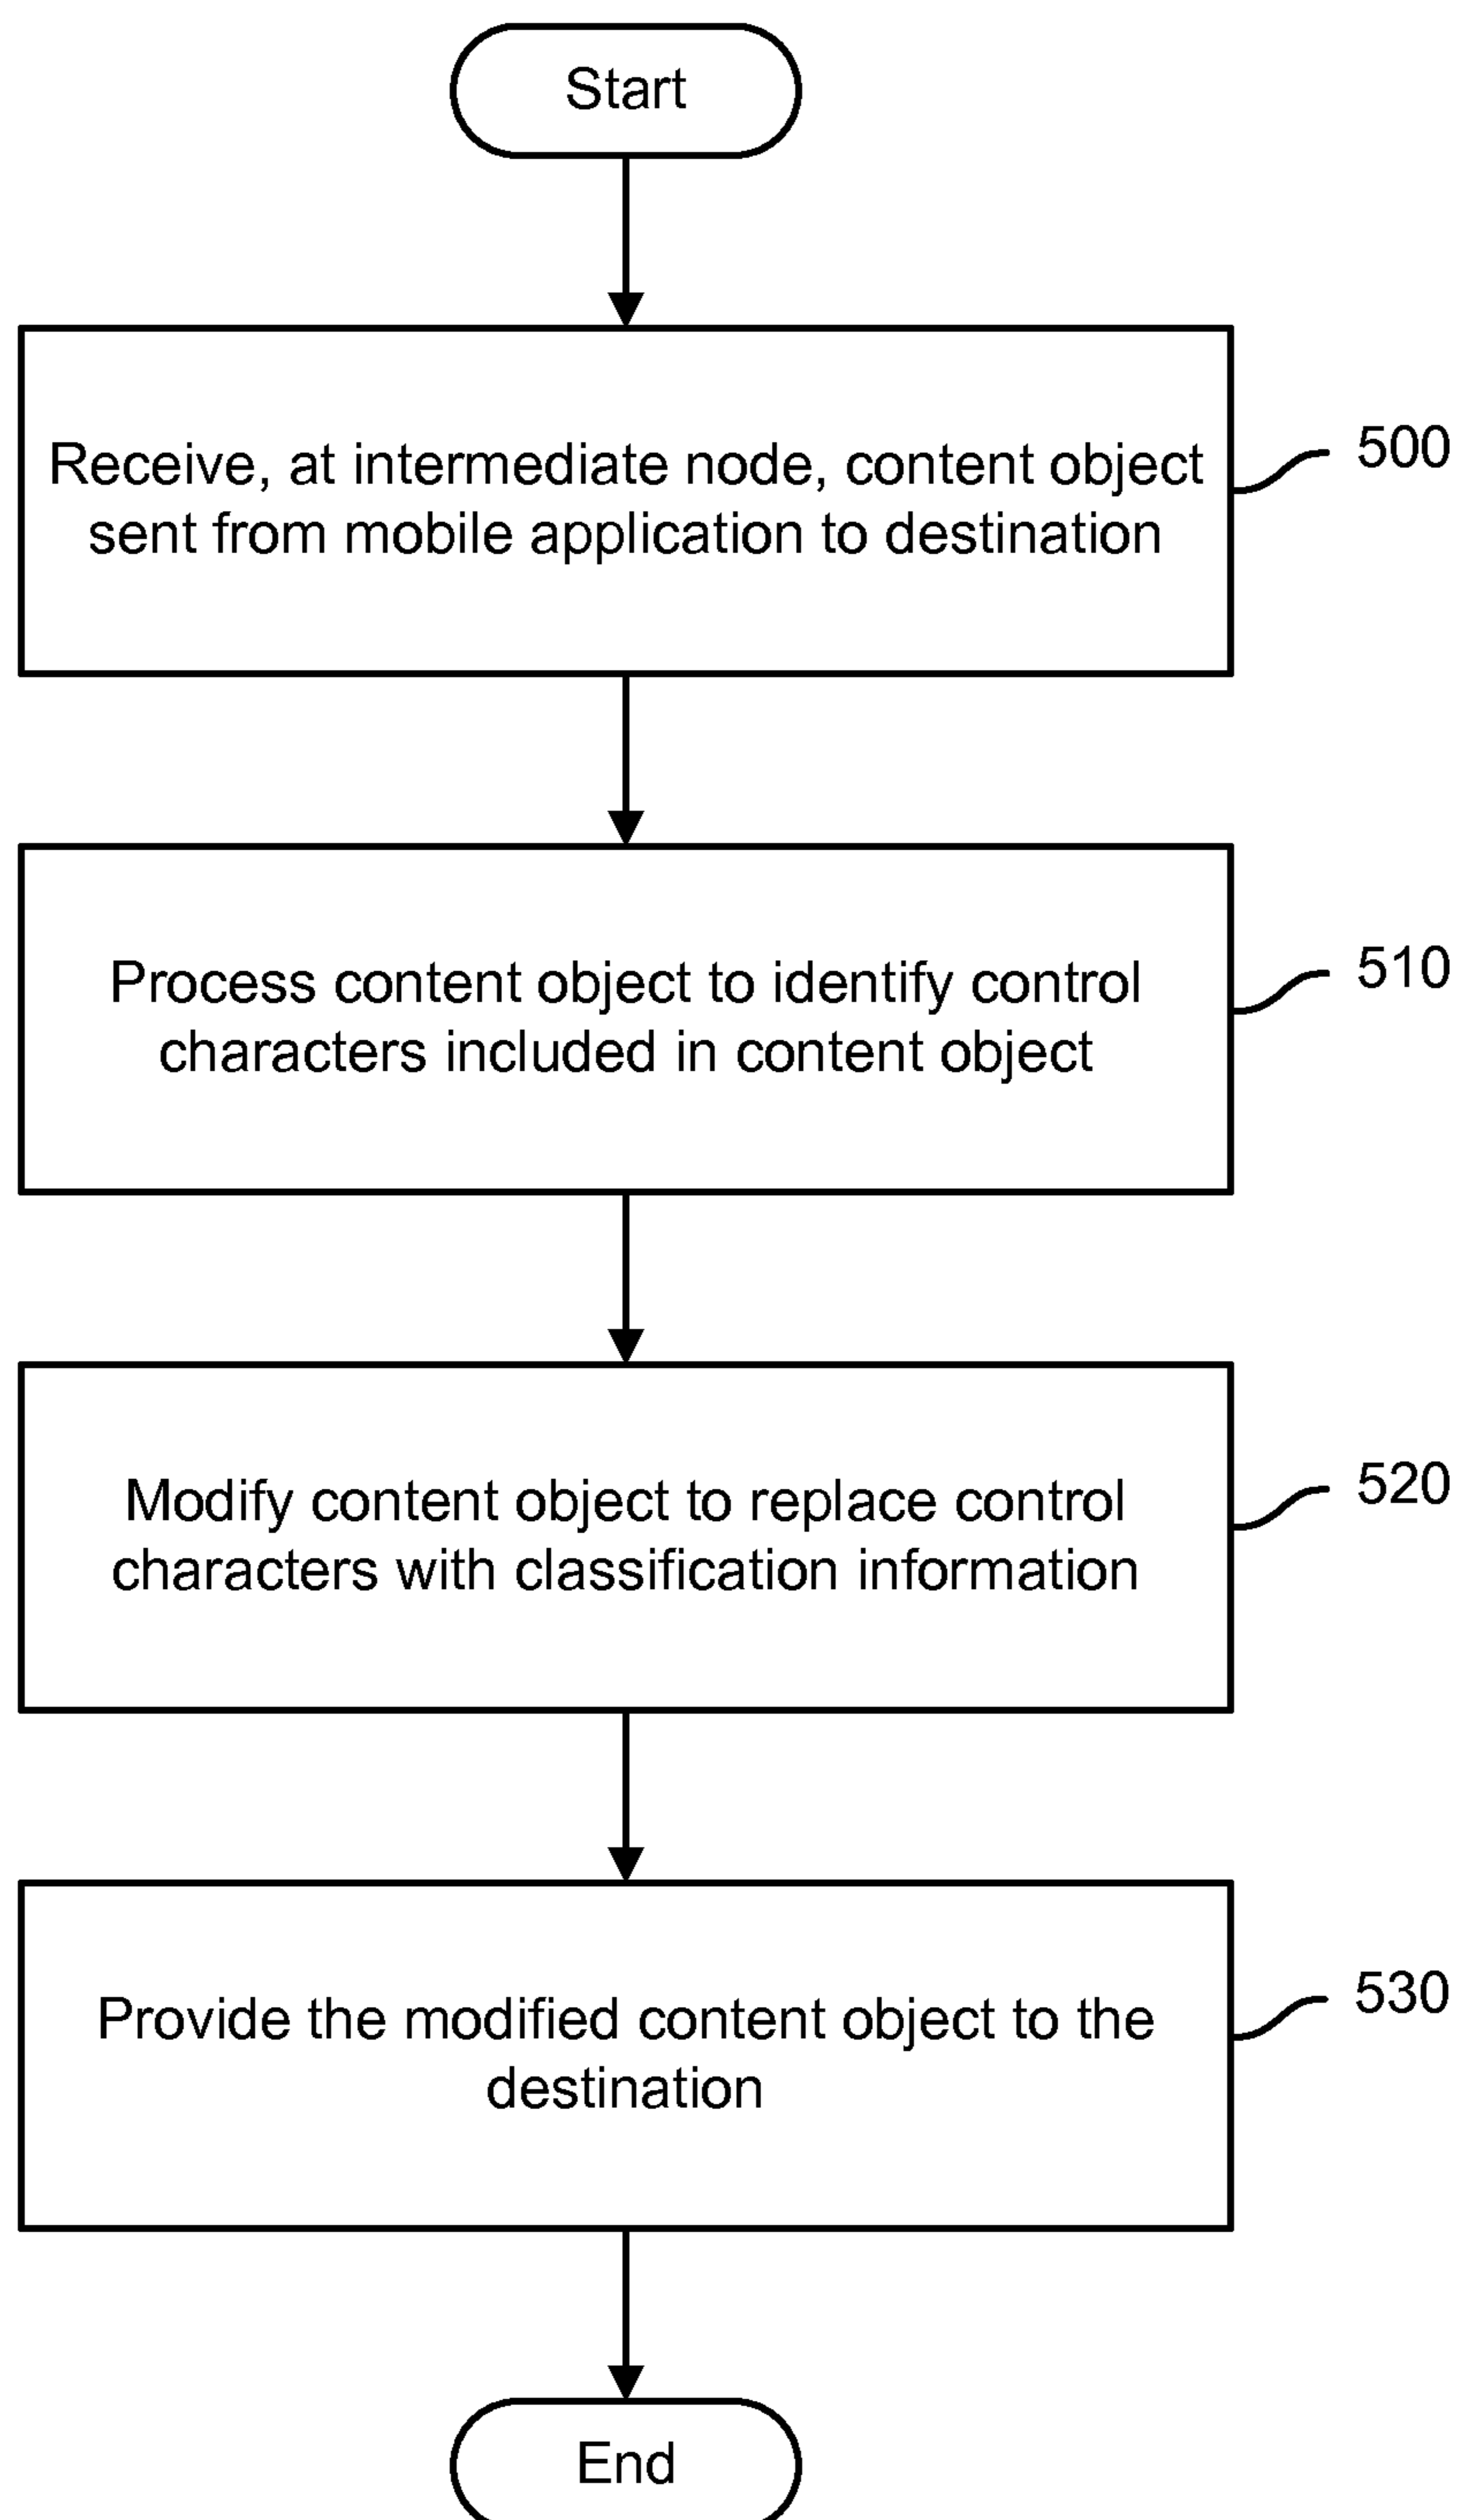 Start
Receive, at intermediate node, content object
sent from mobile application to destination
500
Process content object to identify control
characters included in content object
510
Modify content object to replace control
characters with classification information
520
Provide the modified content object to the
destination
530
End